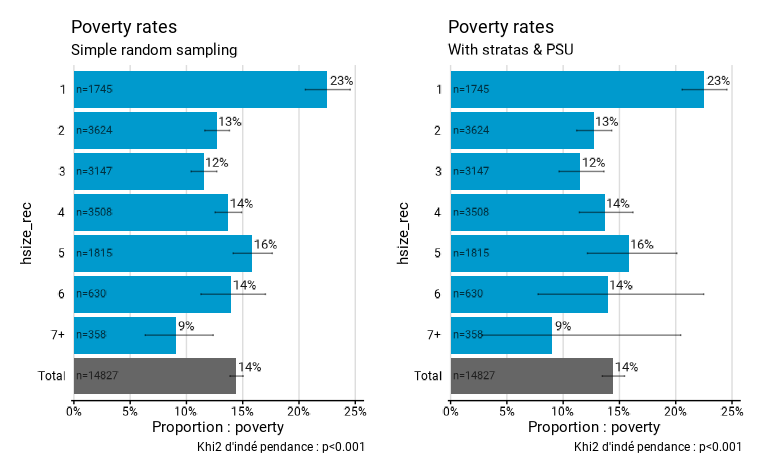 Poverty rates
Simple random sampling
hsize_rec
1 n=1745 23%
2 n=3624 13%
3 n=3147 12%
4 n=3508 14%
5 n=1815 16%
6 n=630 14%
7+ n=358 9%
Total n=14827 14%
0% 5% 10% 15% 20% 25%
Proportion : poverty
Khi2 d'indé pendance : p<0.001
Poverty rates
With stratas & PSU
hsize_rec
1 n=1745 23%
2 n=3624 13%
3 n=3147 12%
4 n=3508 14%
5 n=1815 16%
6 n=630 14%
7+ n=358 9%
Total n=14827 14%
0% 5% 10% 15% 20% 25%
Proportion : poverty
Khi2 d'indé pendance : p<0.001